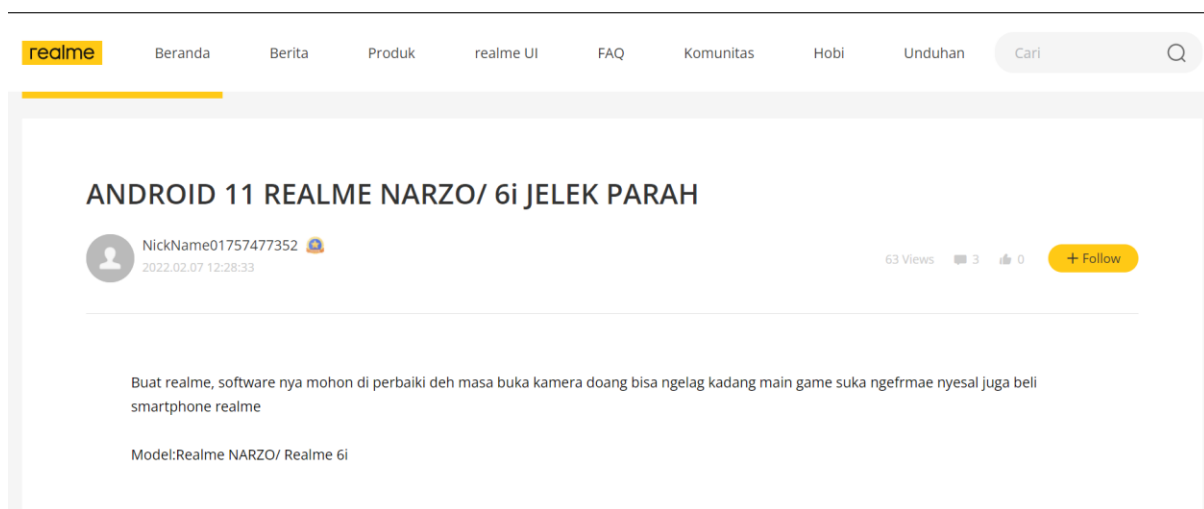 realme Beranda Berita Produk realme UI FAQ Komunitas Hobi Unduhan Cari
ANDROID 11 REALME NARZO/ 6i JELEK PARAH
NickName01757477352
2022.02.07 12:28:33
63 Views 3 0 + Follow
Buat realme, software nya mohon di perbaiki deh masa buka kamera doang bisa ngelag kadang main game suka ngefrmae nyesal juga beli
smartphone realme
Model:Realme NARZO/ Realme 6i